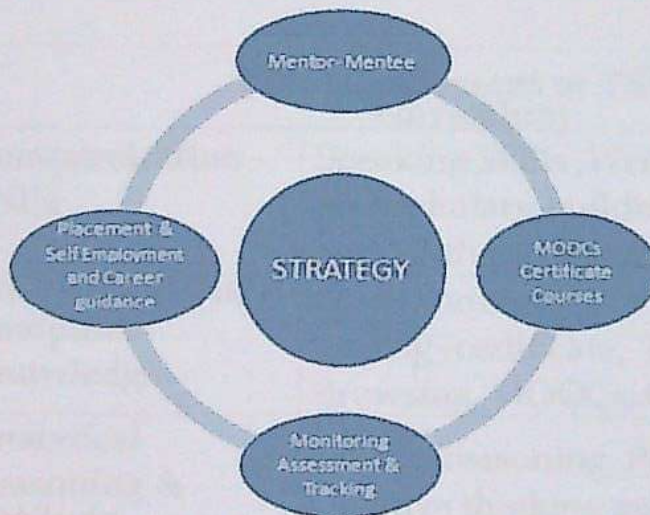 Mentor-Mentee
Placement &
Self Employment
and Career
guidance
STRATEGY
MOOCs
Certificate
Courses
Monitoring
Assessment &
Tracking